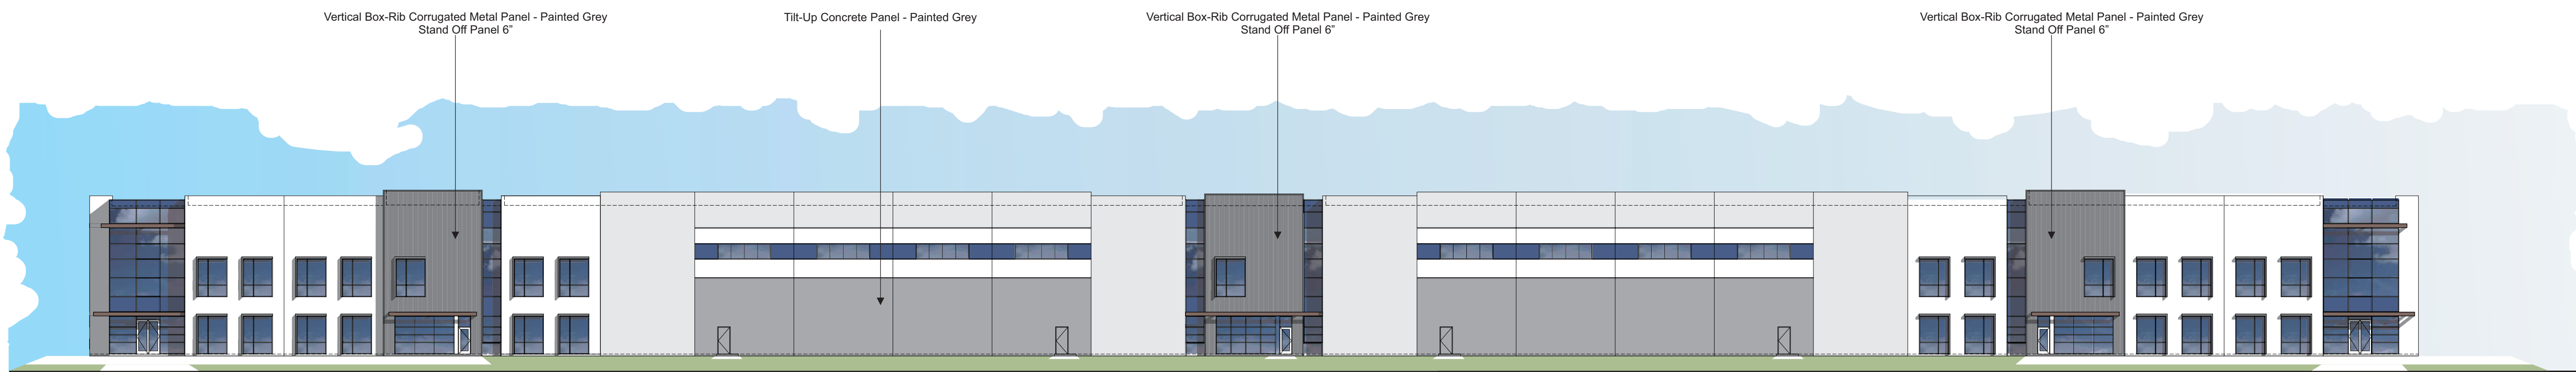 Vertical Box-Rib Corrugated Metal Panel - Painted Grey
Stand Off Panel 6”
Tilt-Up Concrete Panel - Painted Grey
Vertical Box-Rib Corrugated Metal Panel - Painted Grey
Stand Off Panel 6”
Vertical Box-Rib Corrugated Metal Panel - Painted Grey
Stand Off Panel 6”